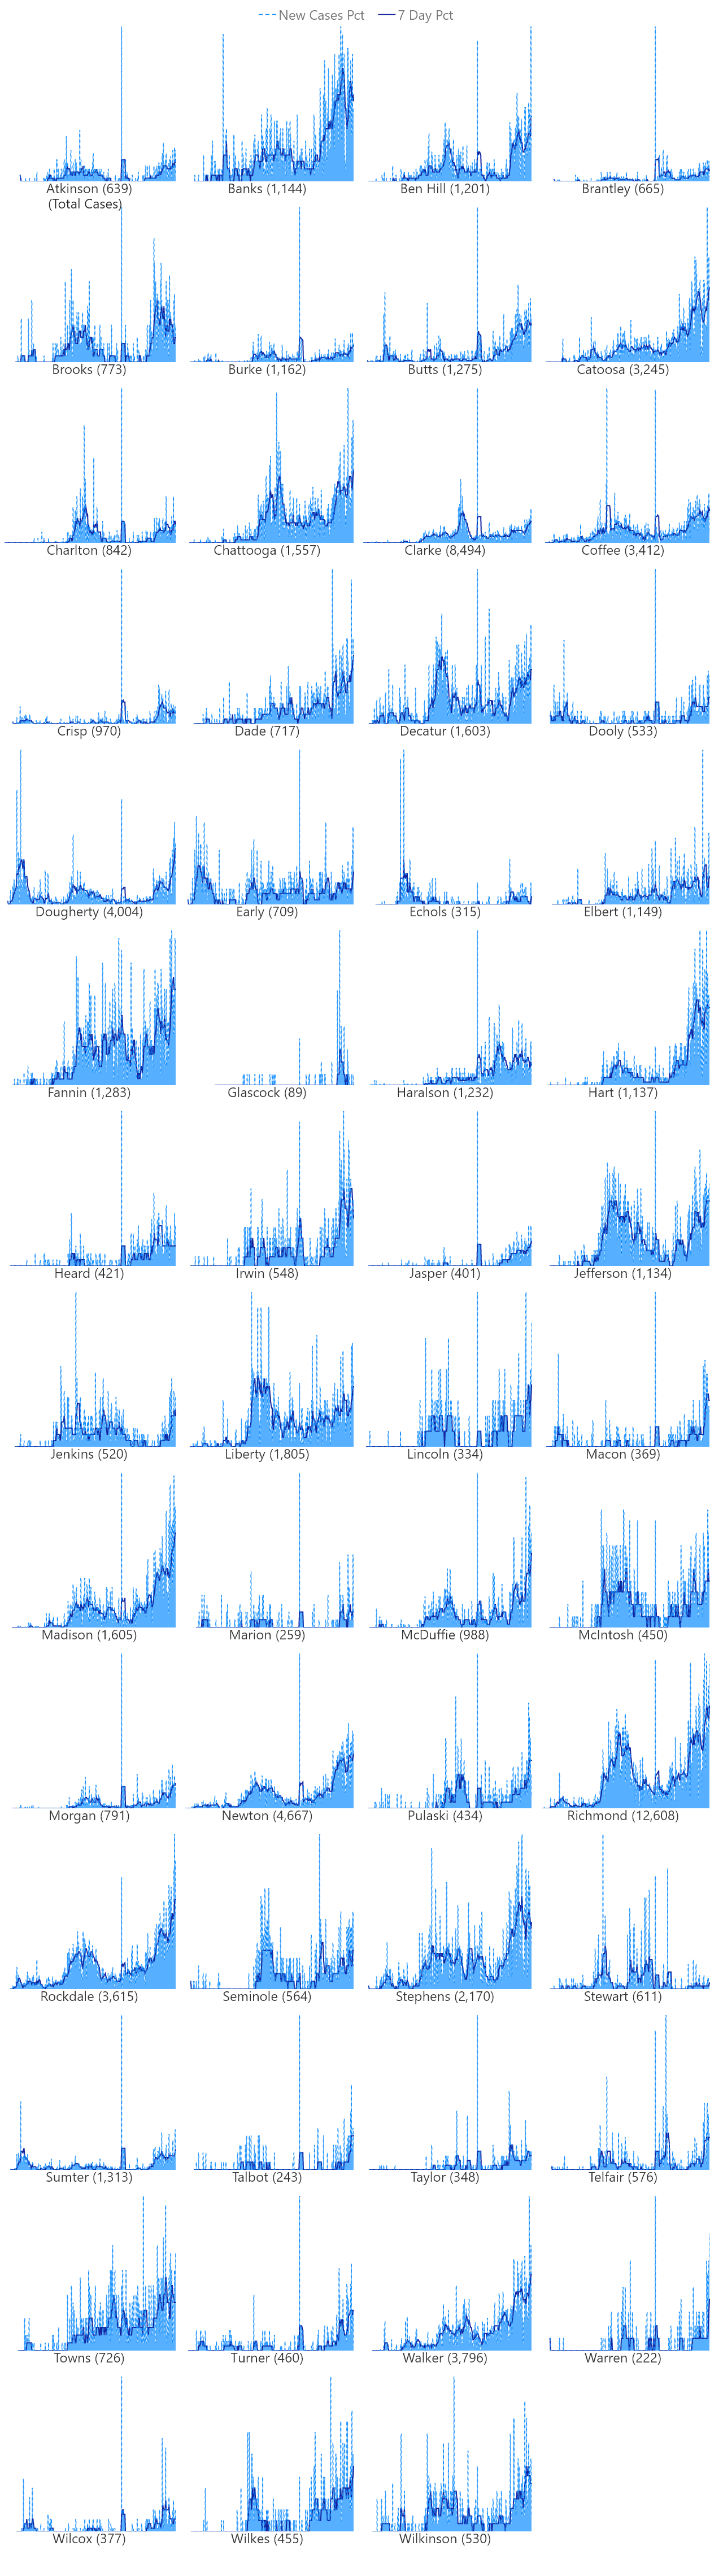 New Cases Pct 7 Day Pct
Atkinson (639) Banks (1,144) Ben Hill (1,201) Brantley (665)
(Total Cases)
Brooks (773) Burke (1,162) Butts (1,275) Catoosa (3,245)
Charlton (842) Chattooga (1,557) Clarke (8,494) Coffee (3,412)
Crisp (970) Dade (717) Decatur (1,603) Dooly (533)
Dougherty (4,004) Early (709) Echols (315) Elbert (1,149)
Fannin (1,283) Glascock (89) Haralson (1,232) Hart (1,137)
Heard (421) Irwin (548) Jasper (401) Jefferson (1,134)
Jenkins (520) Liberty (1,805) Lincoln (334) Macon (369)
Madison (1,605) Marion (259) McDuffie (988) McIntosh (450)
Morgan (791) Newton (4,667) Pulaski (434) Richmond (12,608)
Rockdale (3,615) Seminole (564) Stephens (2,170) Stewart (611)
Sumter (1,313) Talbot (243) Taylor (348) Telfair (576)
Towns (726) Turner (460) Walker (3,796) Warren (222)
Wilcox (377) Wilkes (455) Wilkinson (530)